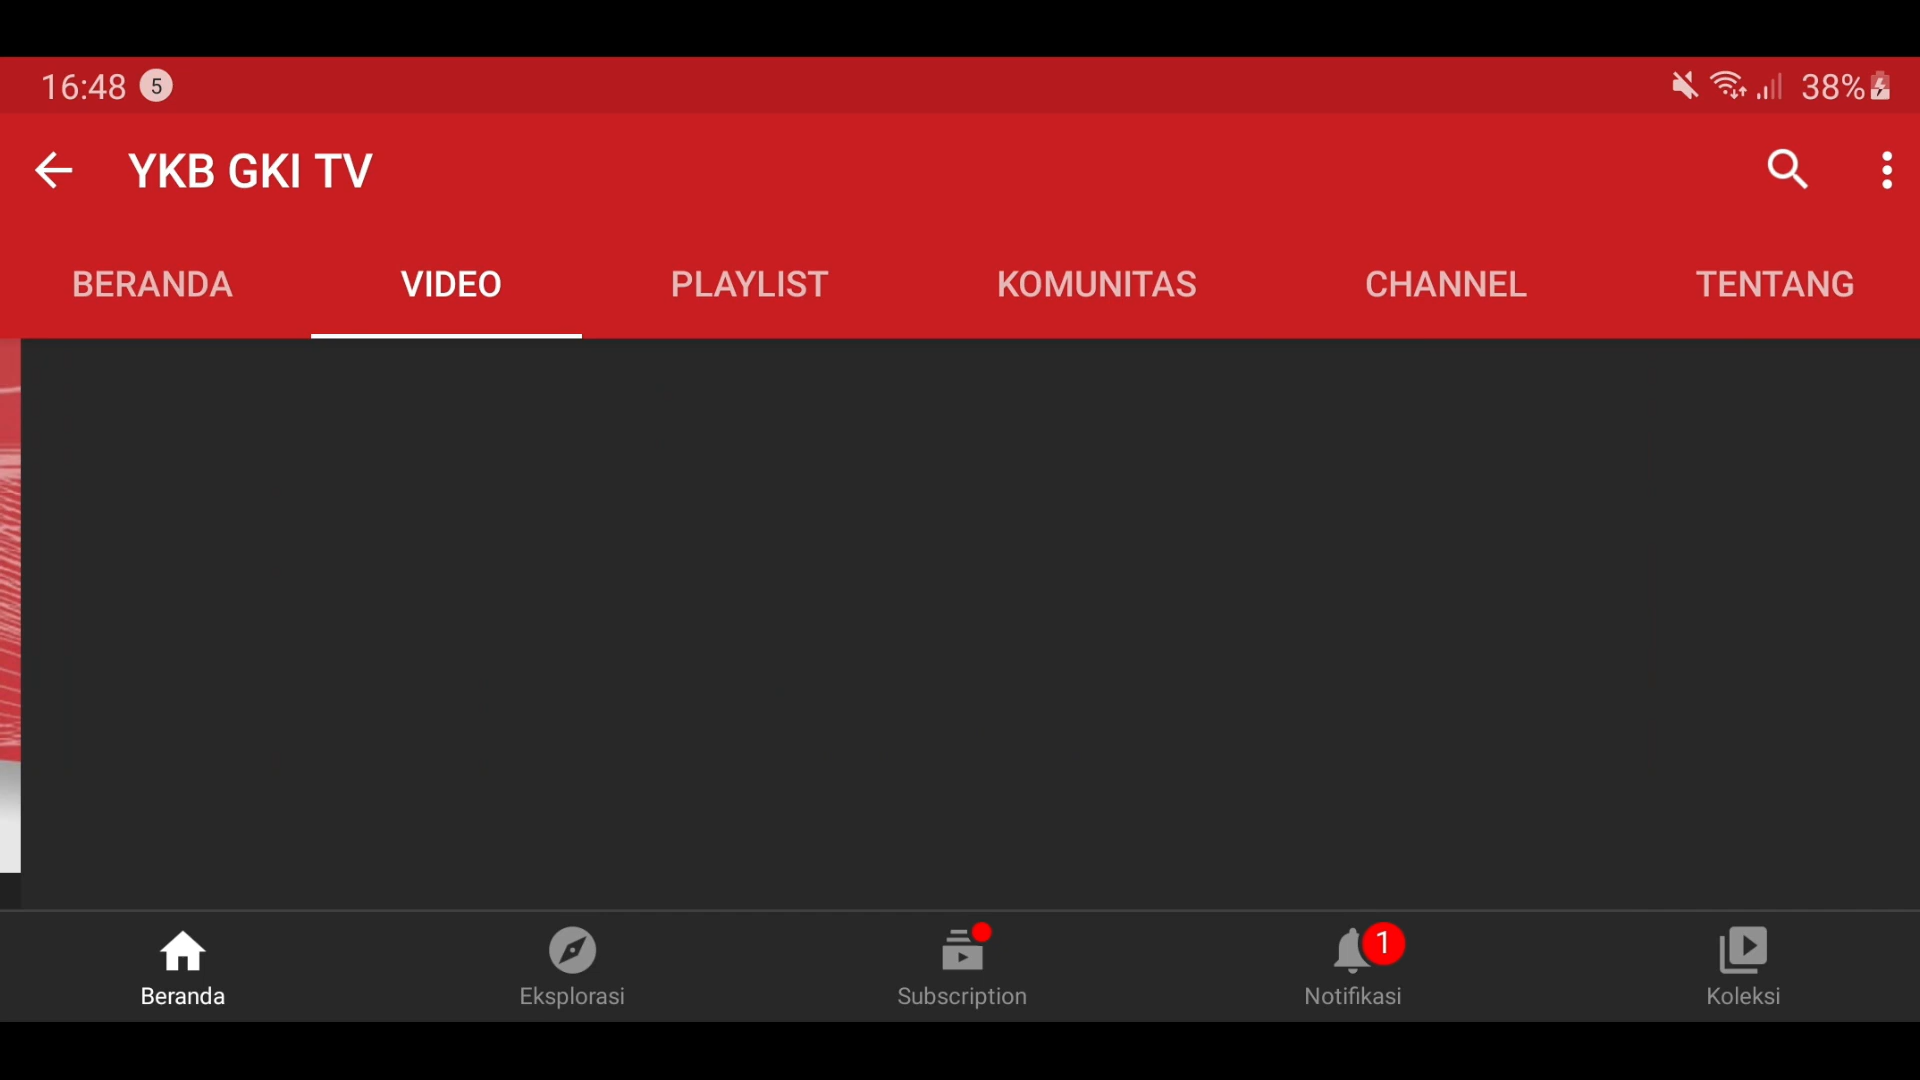 16:48 5 38%
YKB GKI TV
BERANDA VIDEO PLAYLIST KOMUNITAS CHANNEL TENTANG
1
Beranda Eksplorasi Subscription Notifikasi Koleksi